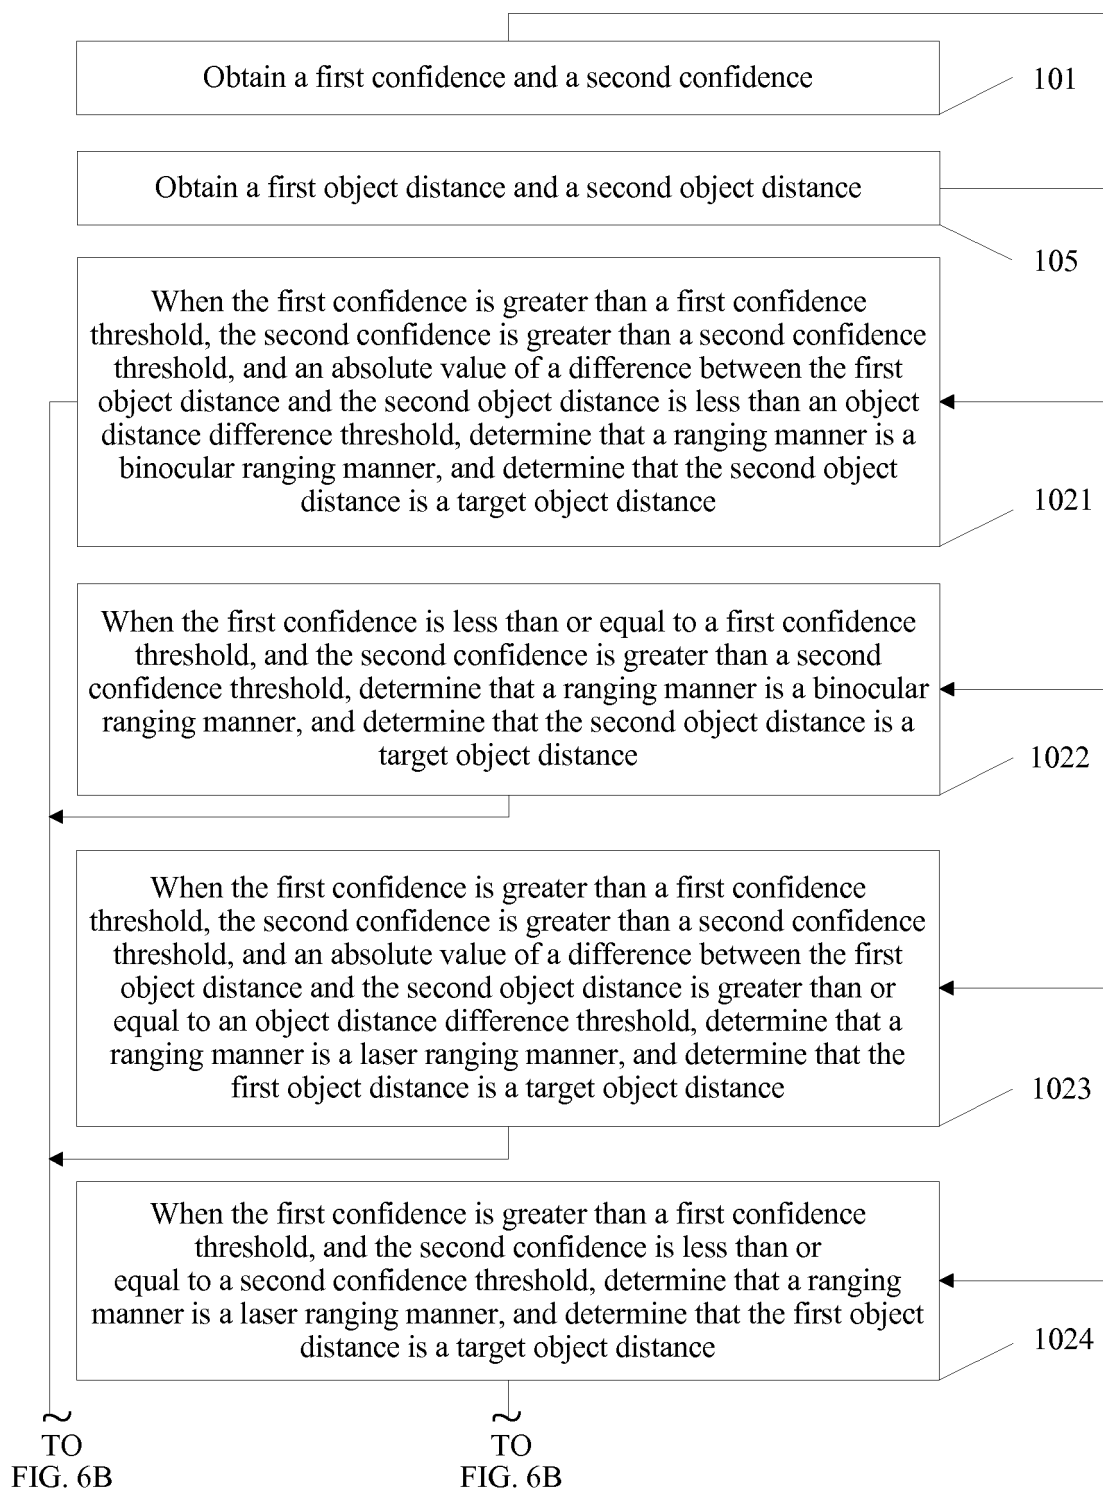 Obtain a first confidence and a second confidence
101
Obtain a first object distance and a second object distance
105
When the first confidence is greater than a first confidence
threshold, the second confidence is greater than a second confidence
threshold, and an absolute value of a difference between the first
object distance and the second object distance is less than an object
distance difference threshold, determine that a ranging manner is a
binocular ranging manner, and determine that the second object
distance is a target object distance
1021
When the first confidence is less than or equal to a first confidence
threshold, and the second confidence is greater than a second
confidence threshold, determine that a ranging manner is a binocular
ranging manner, and determine that the second object distance is a
target object distance
1022
When the first confidence is greater than a first confidence
threshold, the second confidence is greater than a second confidence
threshold, and an absolute value of a difference between the first
object distance and the second object distance is greater than or
equal to an object distance difference threshold, determine that a
ranging manner is a laser ranging manner, and determine that the
first object distance is a target object distance
1023
When the first confidence is greater than a first confidence
threshold, and the second confidence is less than or
equal to a second confidence threshold, determine that a ranging
manner is a laser ranging manner, and determine that the first object
distance is a target object distance
1024
TO
FIG. 6B
TO
FIG. 6B